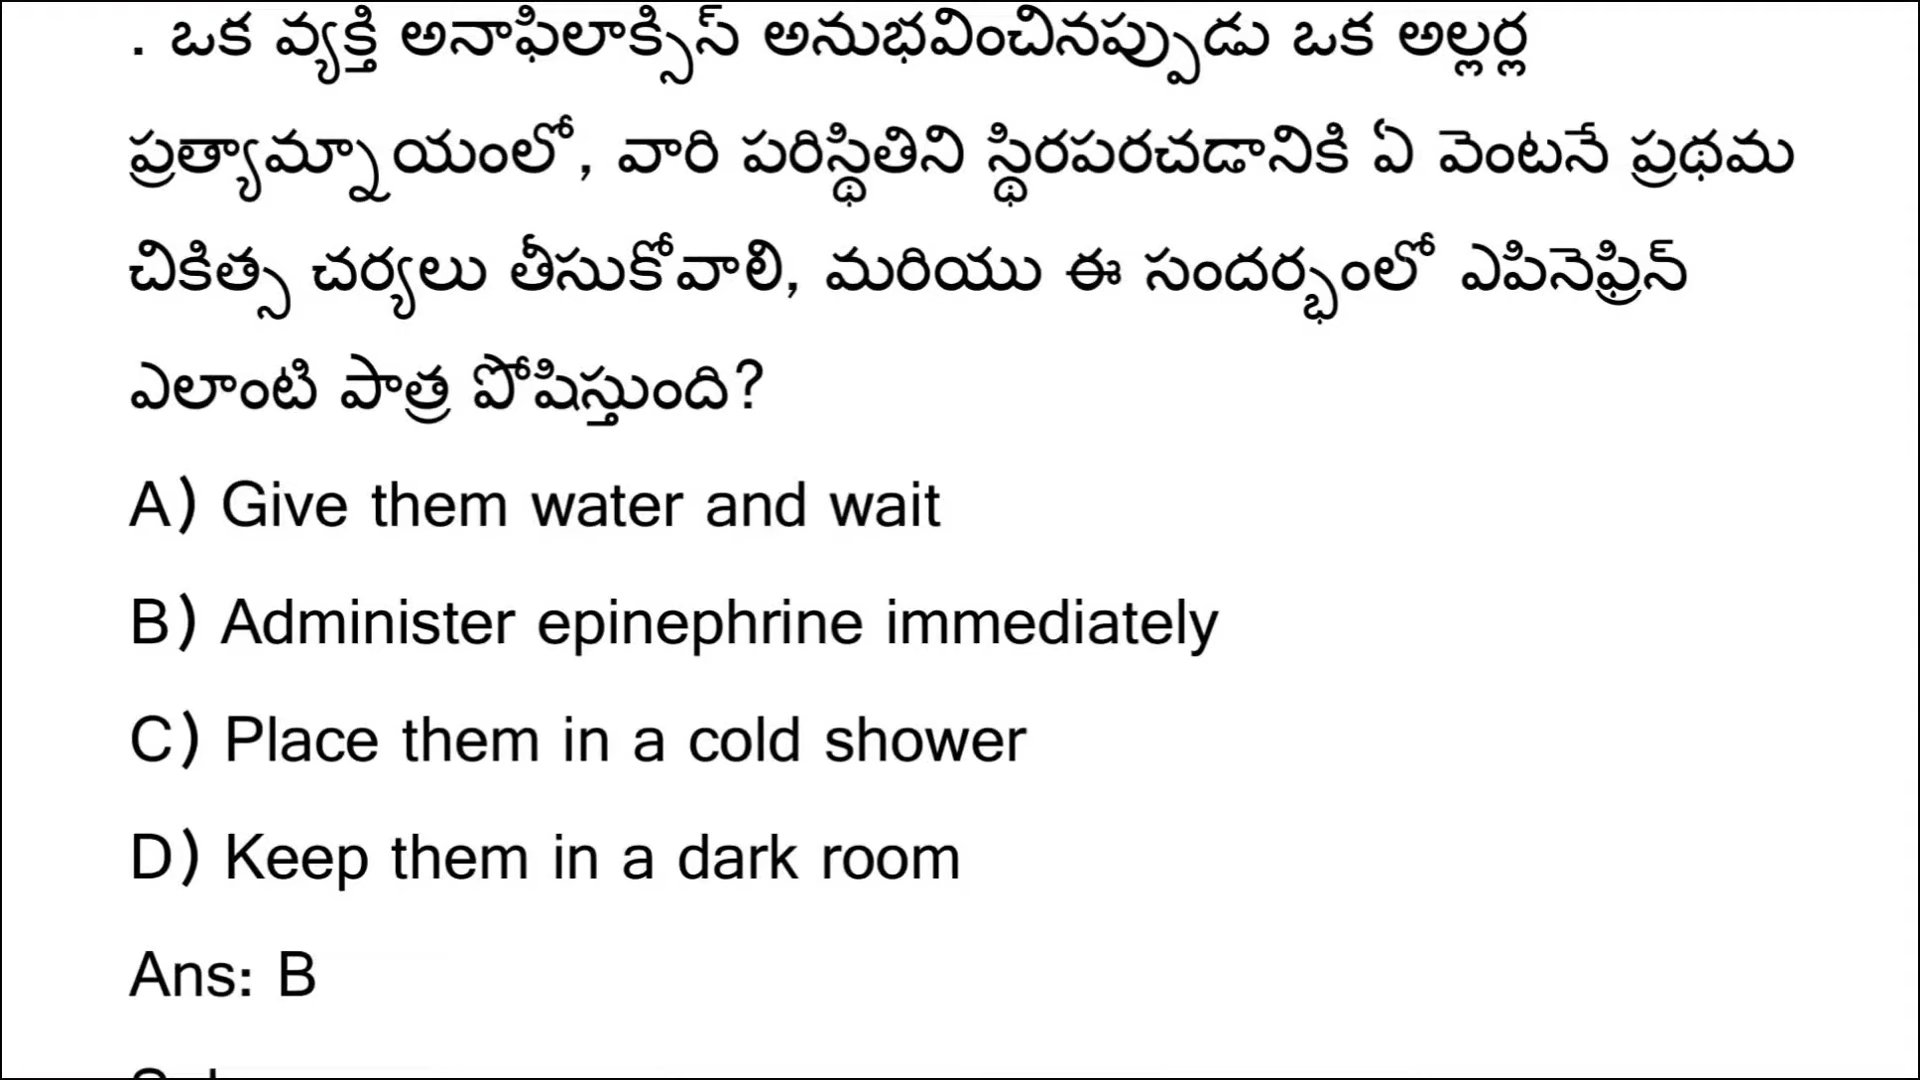 . ఒక వ్యక్తి అనాఫిలాక్సిస్ అనుభవించినప్పుడు ఒక అల్లర్ల
ప్రత్యామ్నాయంలో, వారి పరిస్థితిని స్థిరపరచడానికి ఏ వెంటనే ప్రథమ
చికిత్స చర్యలు తీసుకోవాలి, మరియు ఈ సందర్భంలో ఎపినెఫ్రిన్
ఎలాంటి పాత్ర పోషిస్తుంది?
A) Give them water and wait
B) Administer epinephrine immediately
C) Place them in a cold shower
D) Keep them in a dark room
Ans: B